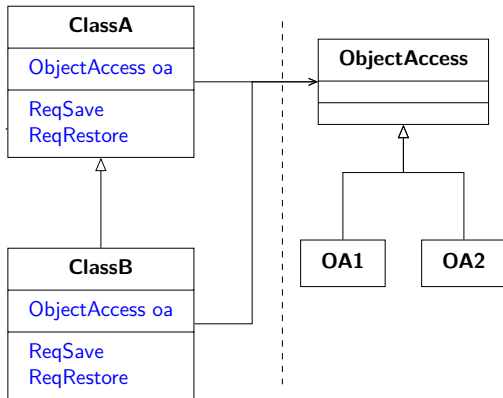 ClassA
ObjectAccess oa
ReqSave
ReqRestore
ObjectAccess
OA1
OA2
ClassB
ObjectAccess oa
ReqSave
ReqRestore